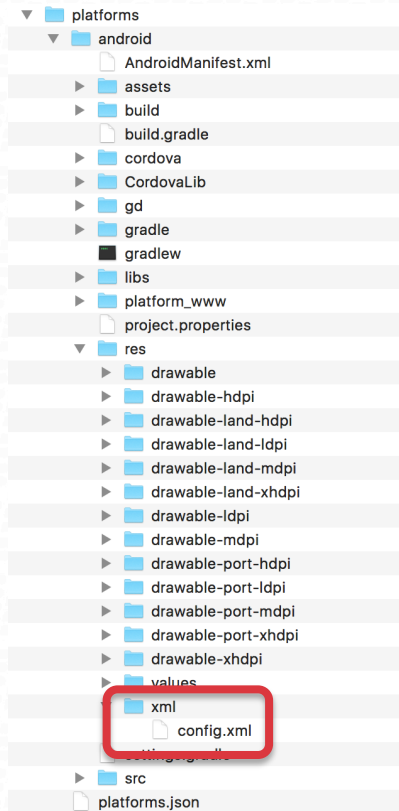 platforms
android
AndroidManifest.xml
assets
build
build.gradle
cordova
CordovaLib
gd
gradle
gradlew
libs
platform_www
project.properties
res
drawable
drawable-hdpi
drawable-land-hdpi
drawable-land-ldpi
drawable-land-mdpi
drawable-land-xhdpi
drawable-ldpi
drawable-mdpi
drawable-port-hdpi
drawable-port-ldpi
drawable-port-mdpi
drawable-port-xhdpi
drawable-xhdpi
values
xml
config.xml
settings.gradle
src
platforms.json